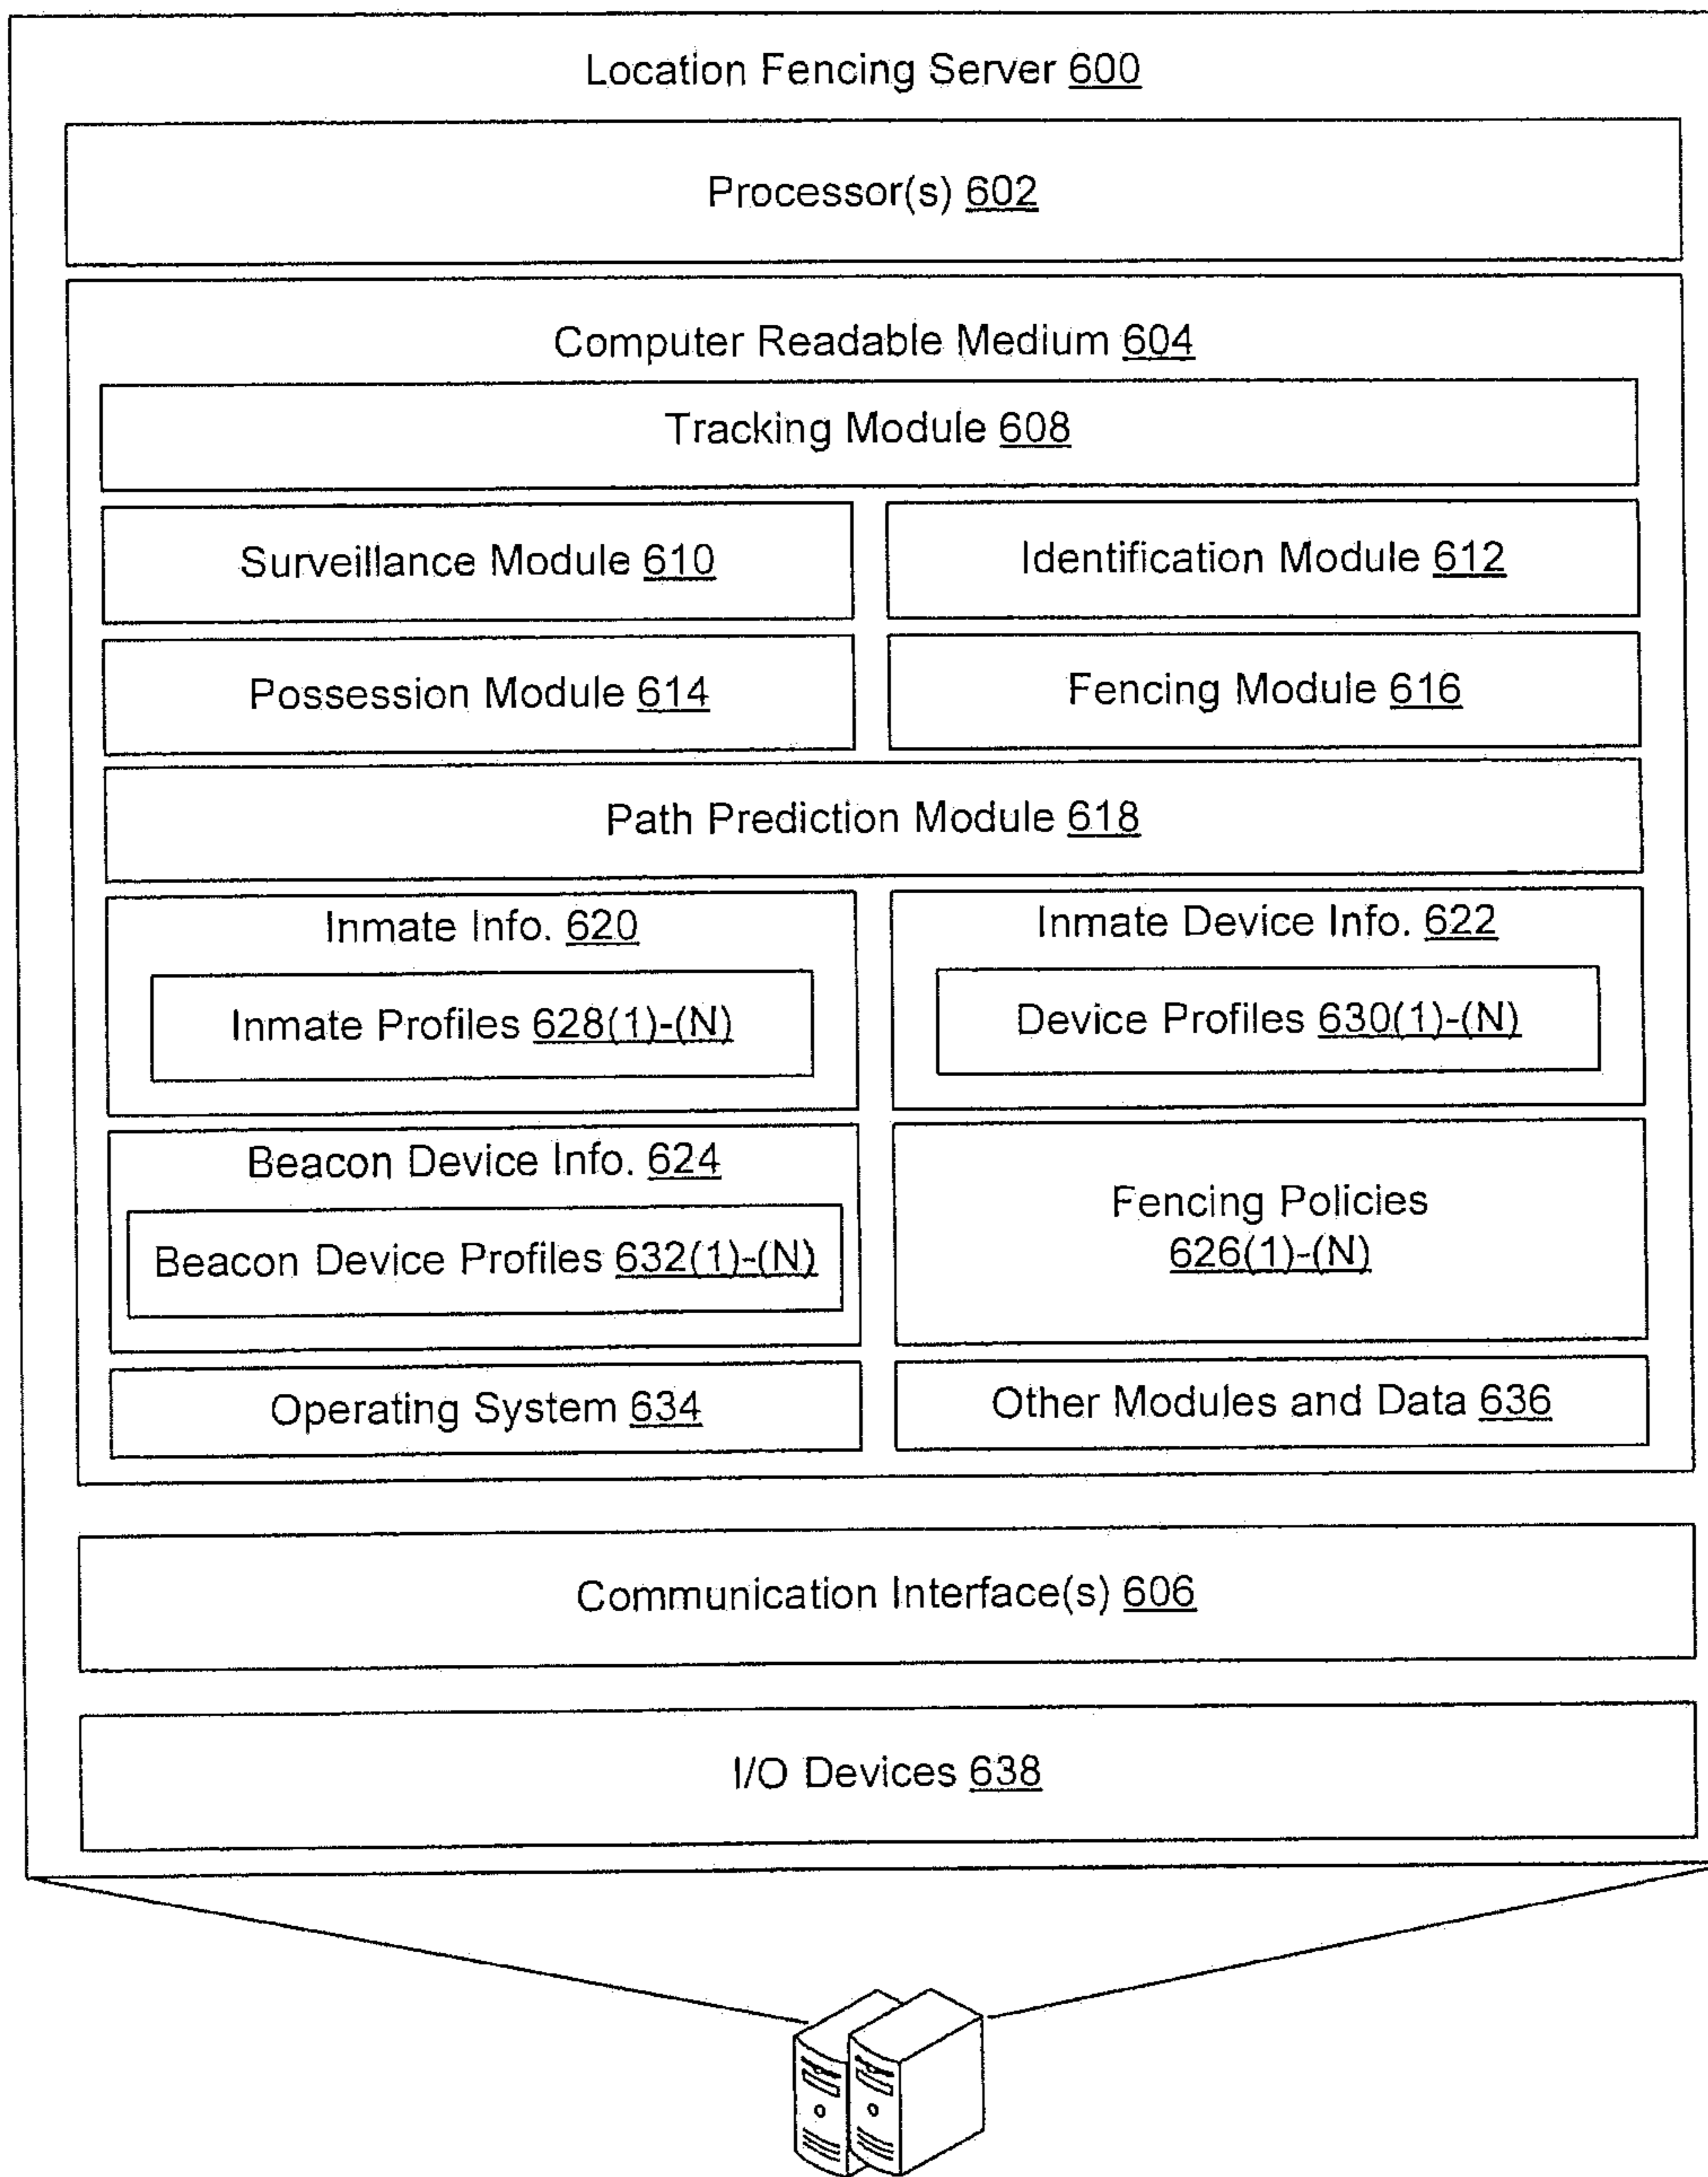 Location Fencing Server 600
Processor(s) 602
Computer Readable Medium 604
Tracking Module 608
Surveillance Module 610
Identification Module 612
Possession Module 614
Fencing Module 616
Path Prediction Module 618
Inmate Info. 620
Inmate Profiles 628(1)-(N)
Inmate Device Info. 622
Device Profiles 630(1)-(N)
Beacon Device Info. 624
Beacon Device Profiles 632(1)-(N)
Fencing Policies
626(1)-(N)
Operating System 634
Other Modules and Data 636
Communication Interface(s) 606
I/O Devices 638